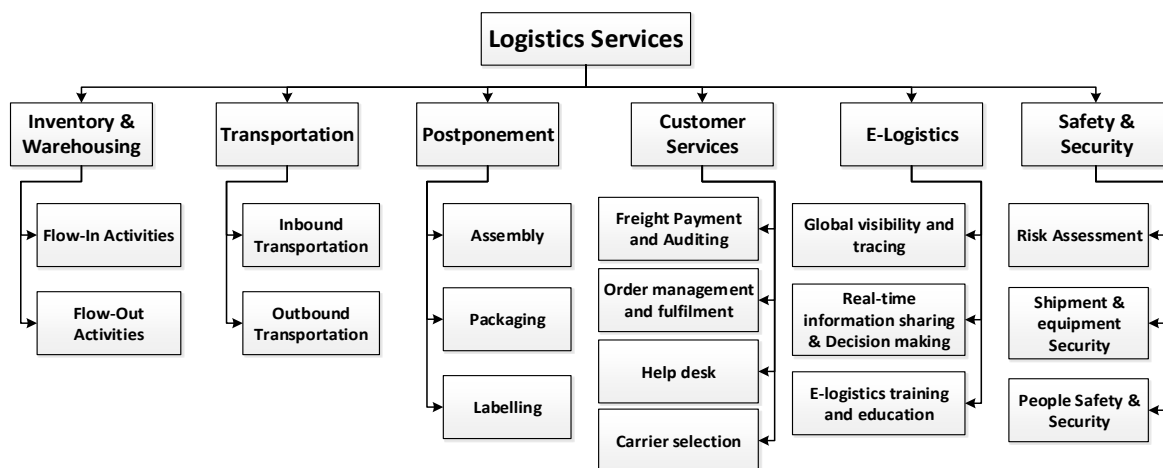 Logistics Services
Inventory &
Warehousing
Transportation
Postponement
Customer
Services
E-Logistics
Safety &
Security
Flow-In Activities
Flow-Out
Activities
Inbound
Transportation
Outbound
Transportation
Assembly
Packaging
Labelling
Freight Payment
and Auditing
Order management
and fulfilment
Help desk
Carrier selection
Global visibility and
tracing
Real-time
information sharing
& Decision making
E-logistics training
and education
Risk Assessment
Shipment &
equipment
Security
People Safety &
Security